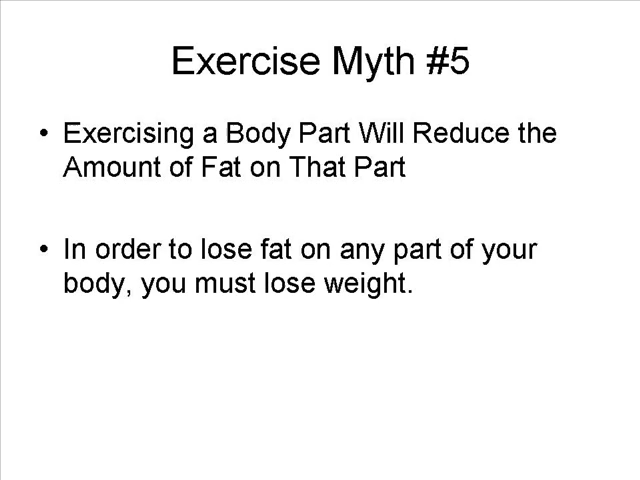 Exercise Myth #5
• Exercising a Body Part Will Reduce the
Amount of Fat on That Part
• In order to lose fat on any part of your
body, you must lose weight.